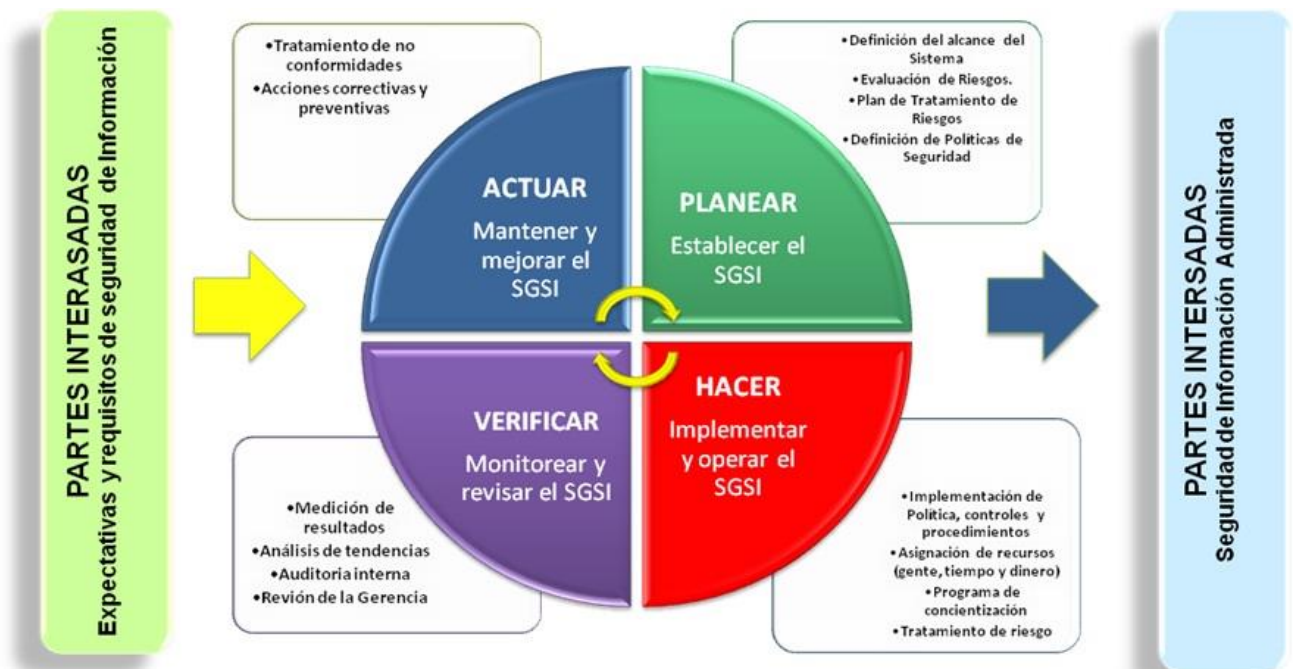 PARTES INTERASADAS
Expectativas y requisitos de seguridad de Información
•Tratamiento de no
conformidades
•Acciones correctivas y
preventivas
ACTUAR
Mantener y
mejorar el
SGSI
•Definición del alcance del
Sistema
•Evaluación de Riesgos.
•Plan de Tratamiento de
Riesgos
•Definición de Políticas de
Seguridad
PLANEAR
Establecer el
SGSI
VERIFICAR
Monitorear y
revisar el SGSI
•Medición de
resultados
•Análisis de tendencias
•Auditoria interna
•Revión de la Gerencia
HACER
Implementar
y operar el
SGSI
•Implementación de
Política, controles y
procedimientos
•Asignación de recursos
(gente, tiempo y dinero)
•Programa de
concientización
•Tratamiento de riesgo
PARTES INTERSADAS
Seguridad de Información Administrada